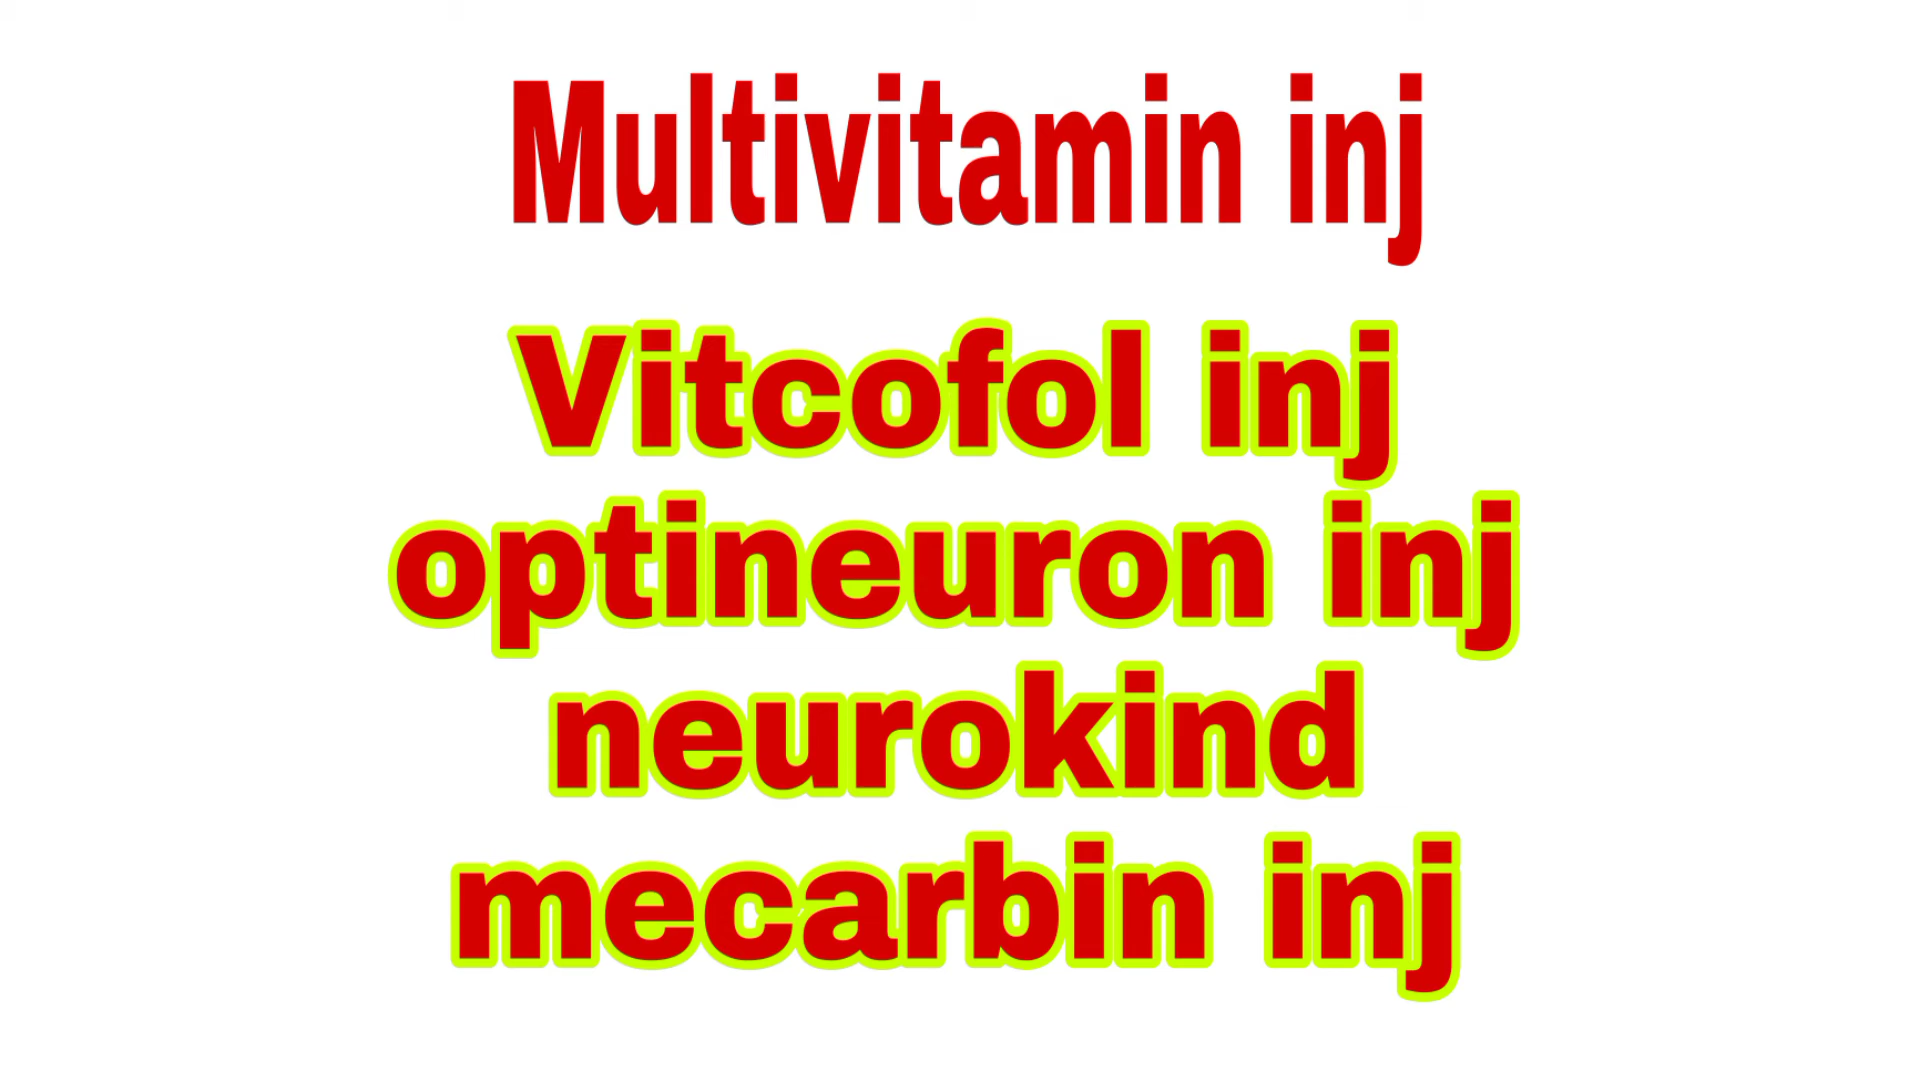 Multivitamin inj
Vitcofol inj
optineuron inj
neurokind
mecarbin inj